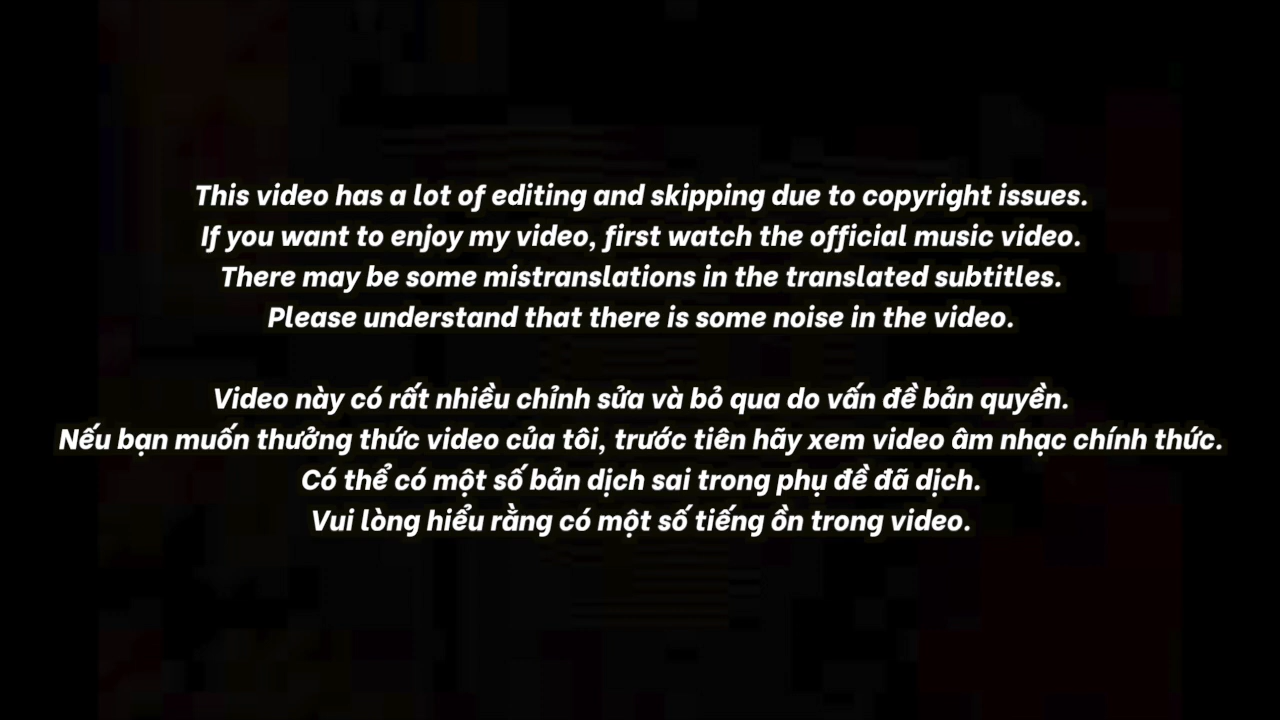 This video has a lot of editing and skipping due to copyright issues.
If you want to enjoy my video, first watch the official music video.
There may be some mistranslations in the translated subtitles.
Please understand that there is some noise in the video.
Video này có rất nhiều chỉnh sửa và bỏ qua do vấn đề bản quyền.
Nếu bạn muốn thưởng thức video của tôi, trước tiên hãy xem video âm nhạc chính thức.
Có thể có một số bản dịch sai trong phụ đề đã dịch.
Vui lòng hiểu rằng có một số tiếng ồn trong video.